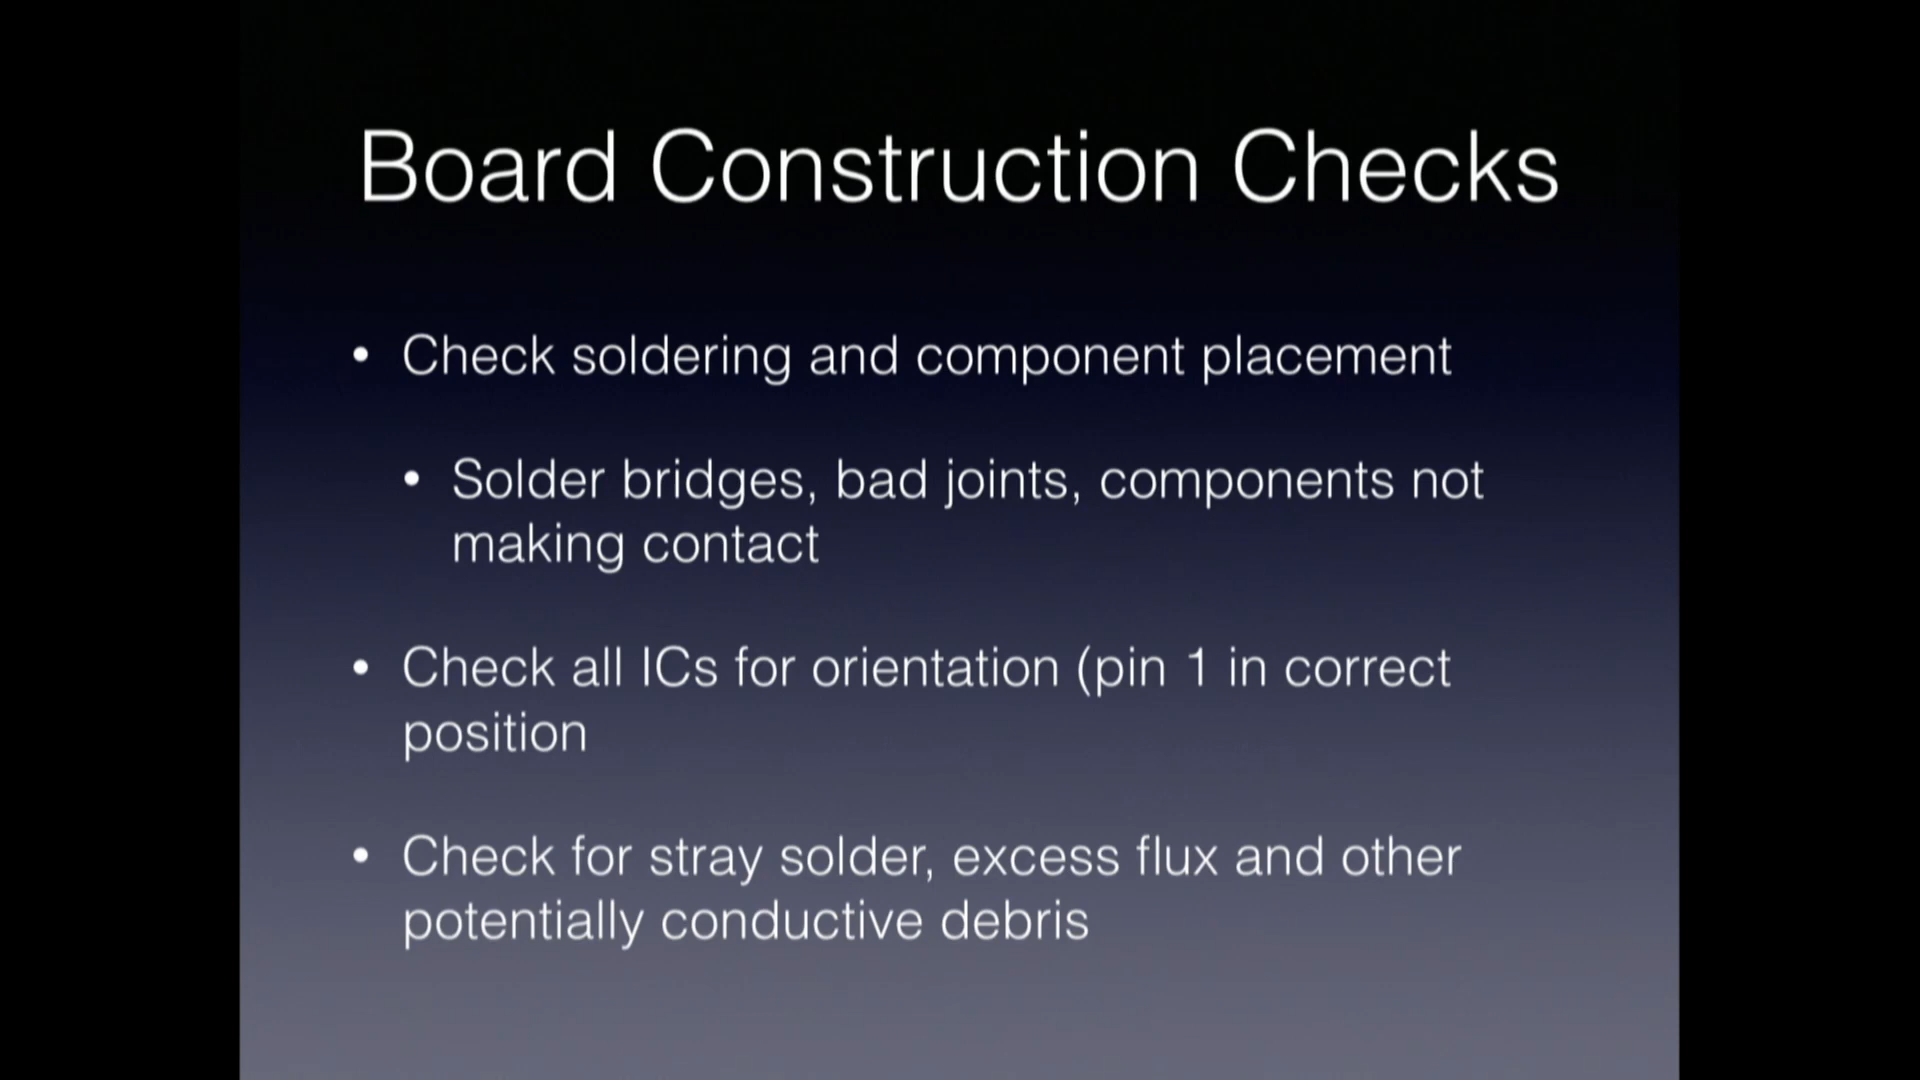 Board Construction Checks
• Check soldering and component placement
• Solder bridges, bad joints, components not
making contact
• Check all ICs for orientation (pin 1 in correct
position
• Check for stray solder, excess flux and other
potentially conductive debris